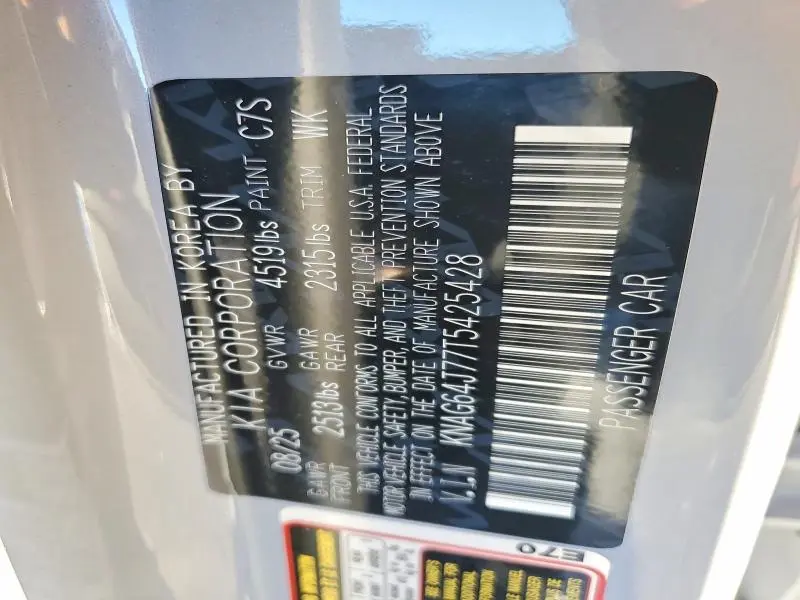 MANUFACTURED IN KOREA BY
KIA CORPORATION
08/25 GVWR 4519lbs PAINT C7S
GAWR FRONT 2513lbs GAWR REAR 2315lbs TRIM WK
THIS VEHICLE CONFORMS TO ALL APPLICABLE U.S.A. FEDERAL
MOTOR VEHICLE SAFETY, BUMPER, AND THEFT PREVENTION STANDARDS
IN EFFECT ON THE DATE OF MANUFACTURE SHOWN ABOVE
V.I.N KNAG64J77T5425428
PASSENGER CAR
E70